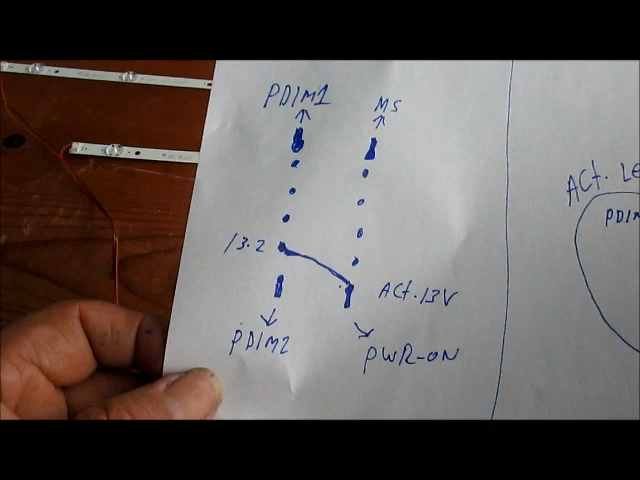 PDIM1
MS
13.2
ACt.13V
PDIM2
PWR-ON
ACt. LE
PDIM